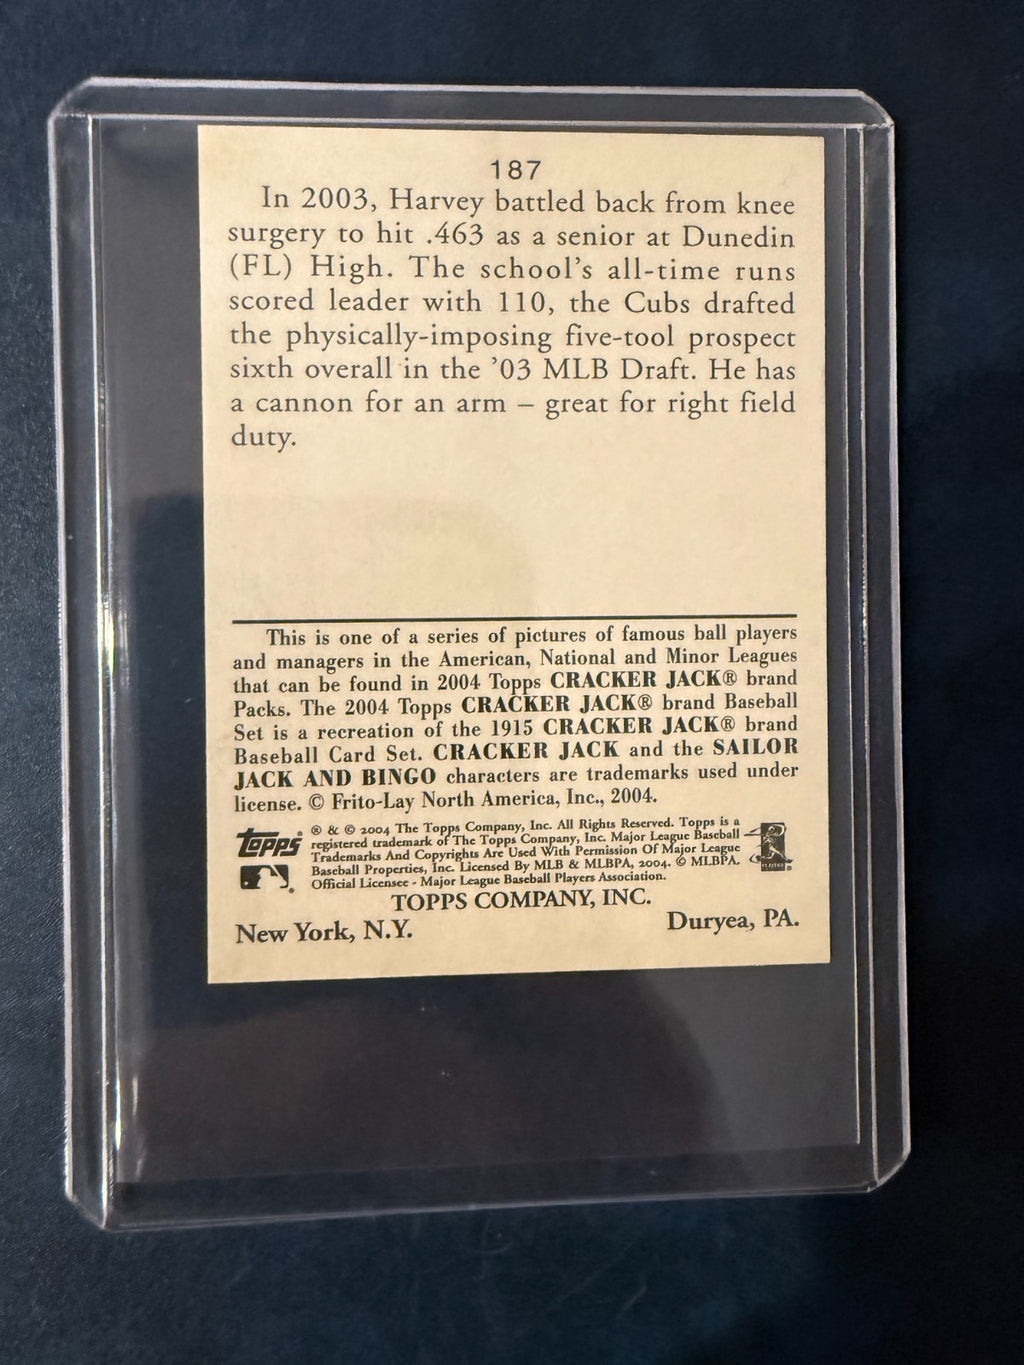 187
In 2003, Harvey battled back from knee
surgery to hit .463 as a senior at Dunedin
(FL) High. The school's all-time runs
scored leader with 110, the Cubs drafted
the physically-imposing five-tool prospect
sixth overall in the '03 MLB Draft. He has
a cannon for an arm – great for right field
duty.
This is one of a series of pictures of famous ball players
and managers in the American, National and Minor Leagues
that can be found in 2004 Topps CRACKER JACK® brand
Packs. The 2004 Topps CRACKER JACK® brand Baseball
Set is a recreation of the 1915 CRACKER JACK® brand
Baseball Card Set. CRACKER JACK and the SAILOR
JACK AND BINGO characters are trademarks used under
license. © Frito-Lay North America, Inc., 2004.
Topps
® & © 2004 The Topps Company, Inc. All Rights Reserved. Topps is a
registered trademark of The Topps Company, Inc. Major League Baseball
Trademarks And Copyrights Are Used With Permission Of Major League
Baseball Properties, Inc. Licensed By MLB & MLBPA, 2004. © MLBPA.
Official Licensee - Major League Baseball Players Association.
TOPPS COMPANY, INC.
New York, N.Y.
Duryea, PA.